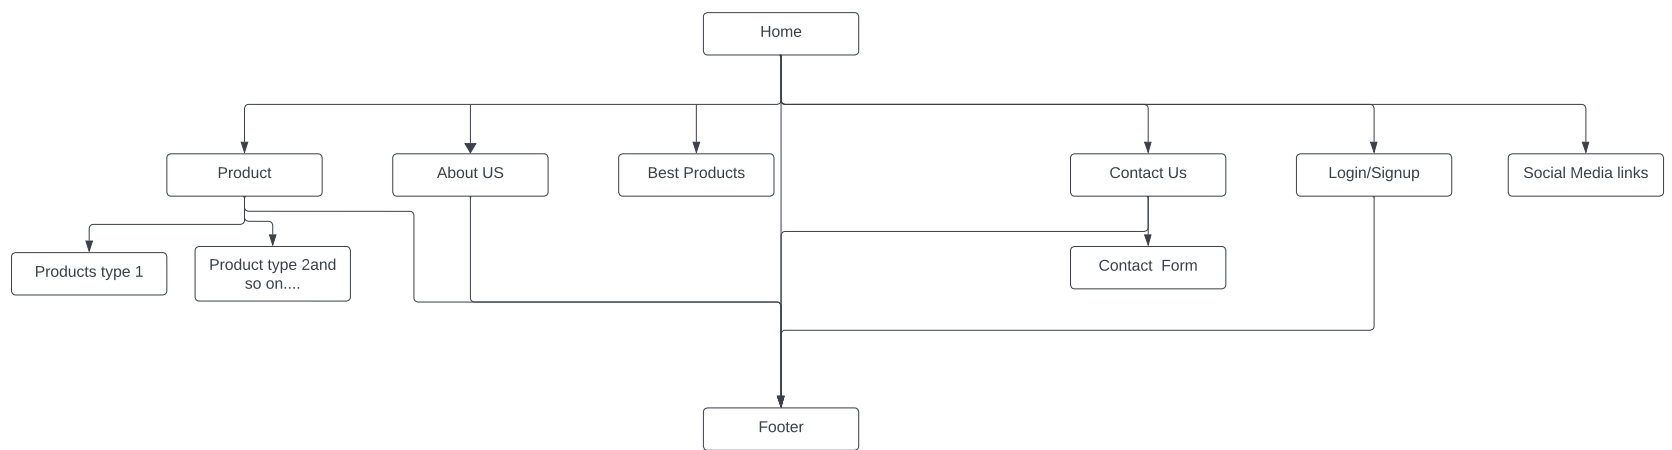 Home
Product
About US
Best Products
Contact Us
Login/Signup
Social Media links
Products type 1
Product type 2and
so on....
Contact  Form
Footer